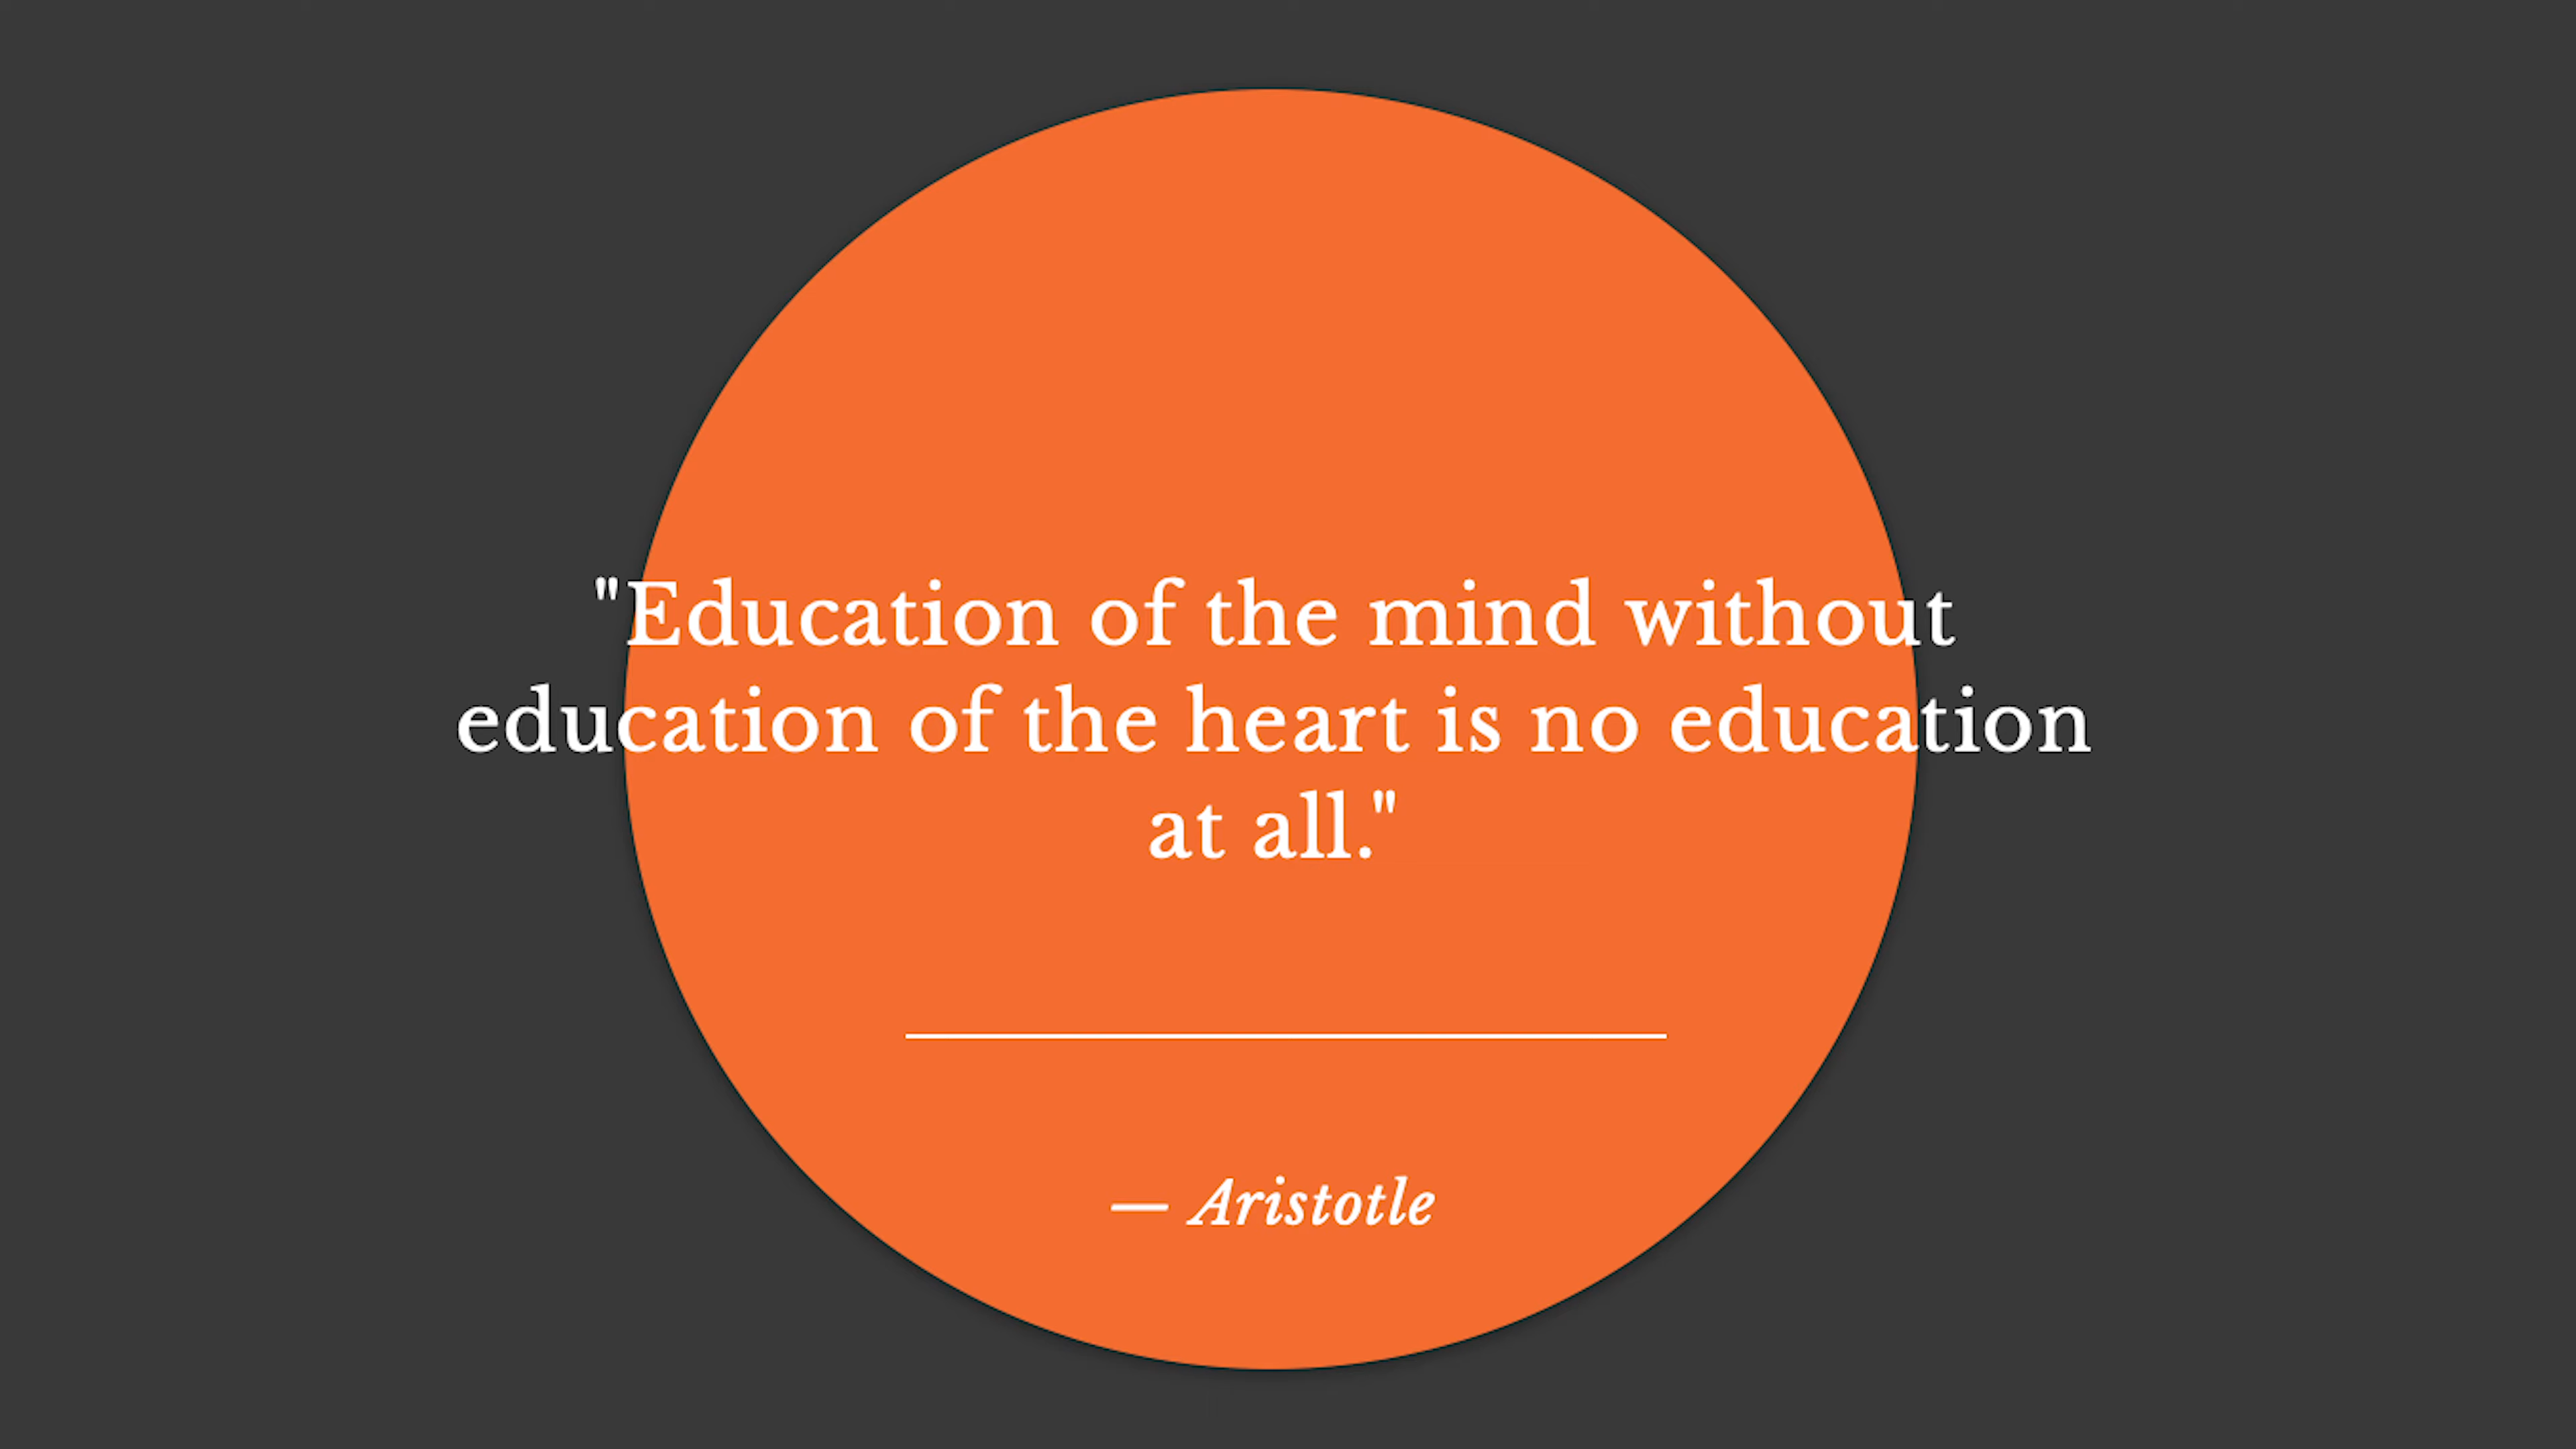 "Education of the mind without
education of the heart is no education
at all."
— Aristotle